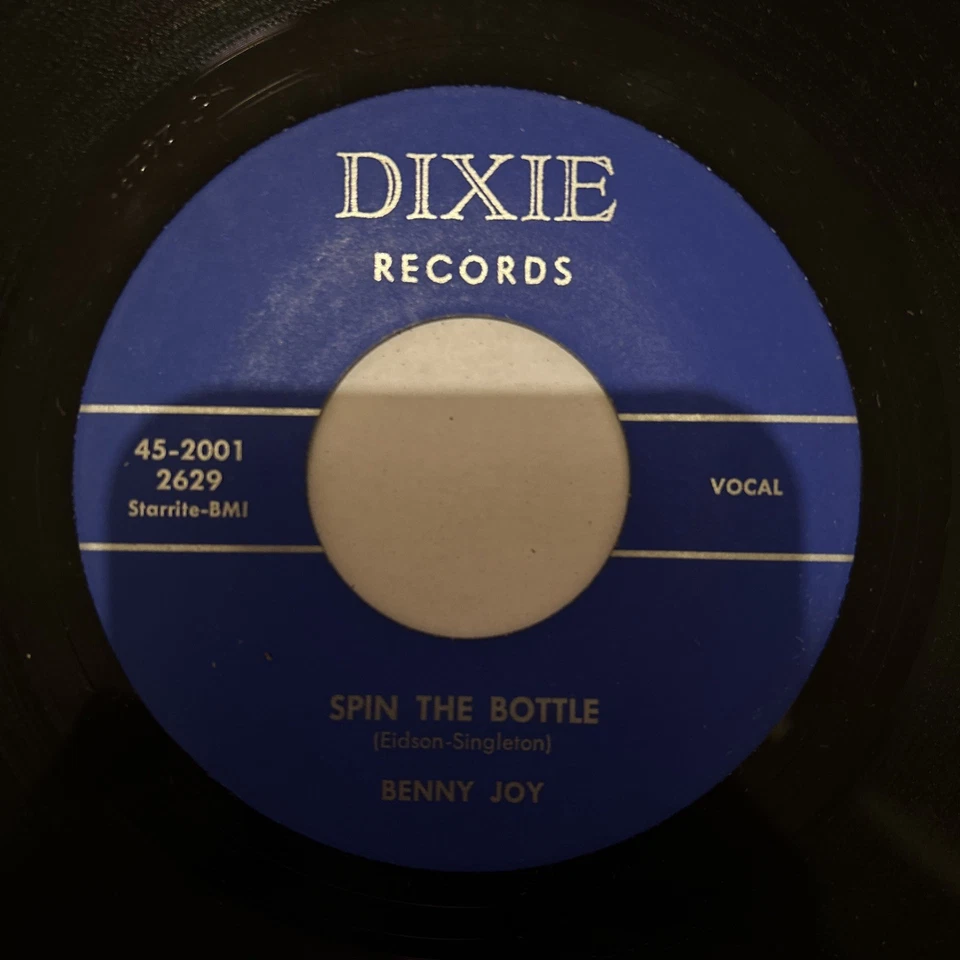 DIXIE
RECORDS
45-2001
2629
Starrite-BMI
VOCAL
SPIN THE BOTTLE
(Eidson-Singleton)
BENNY JOY